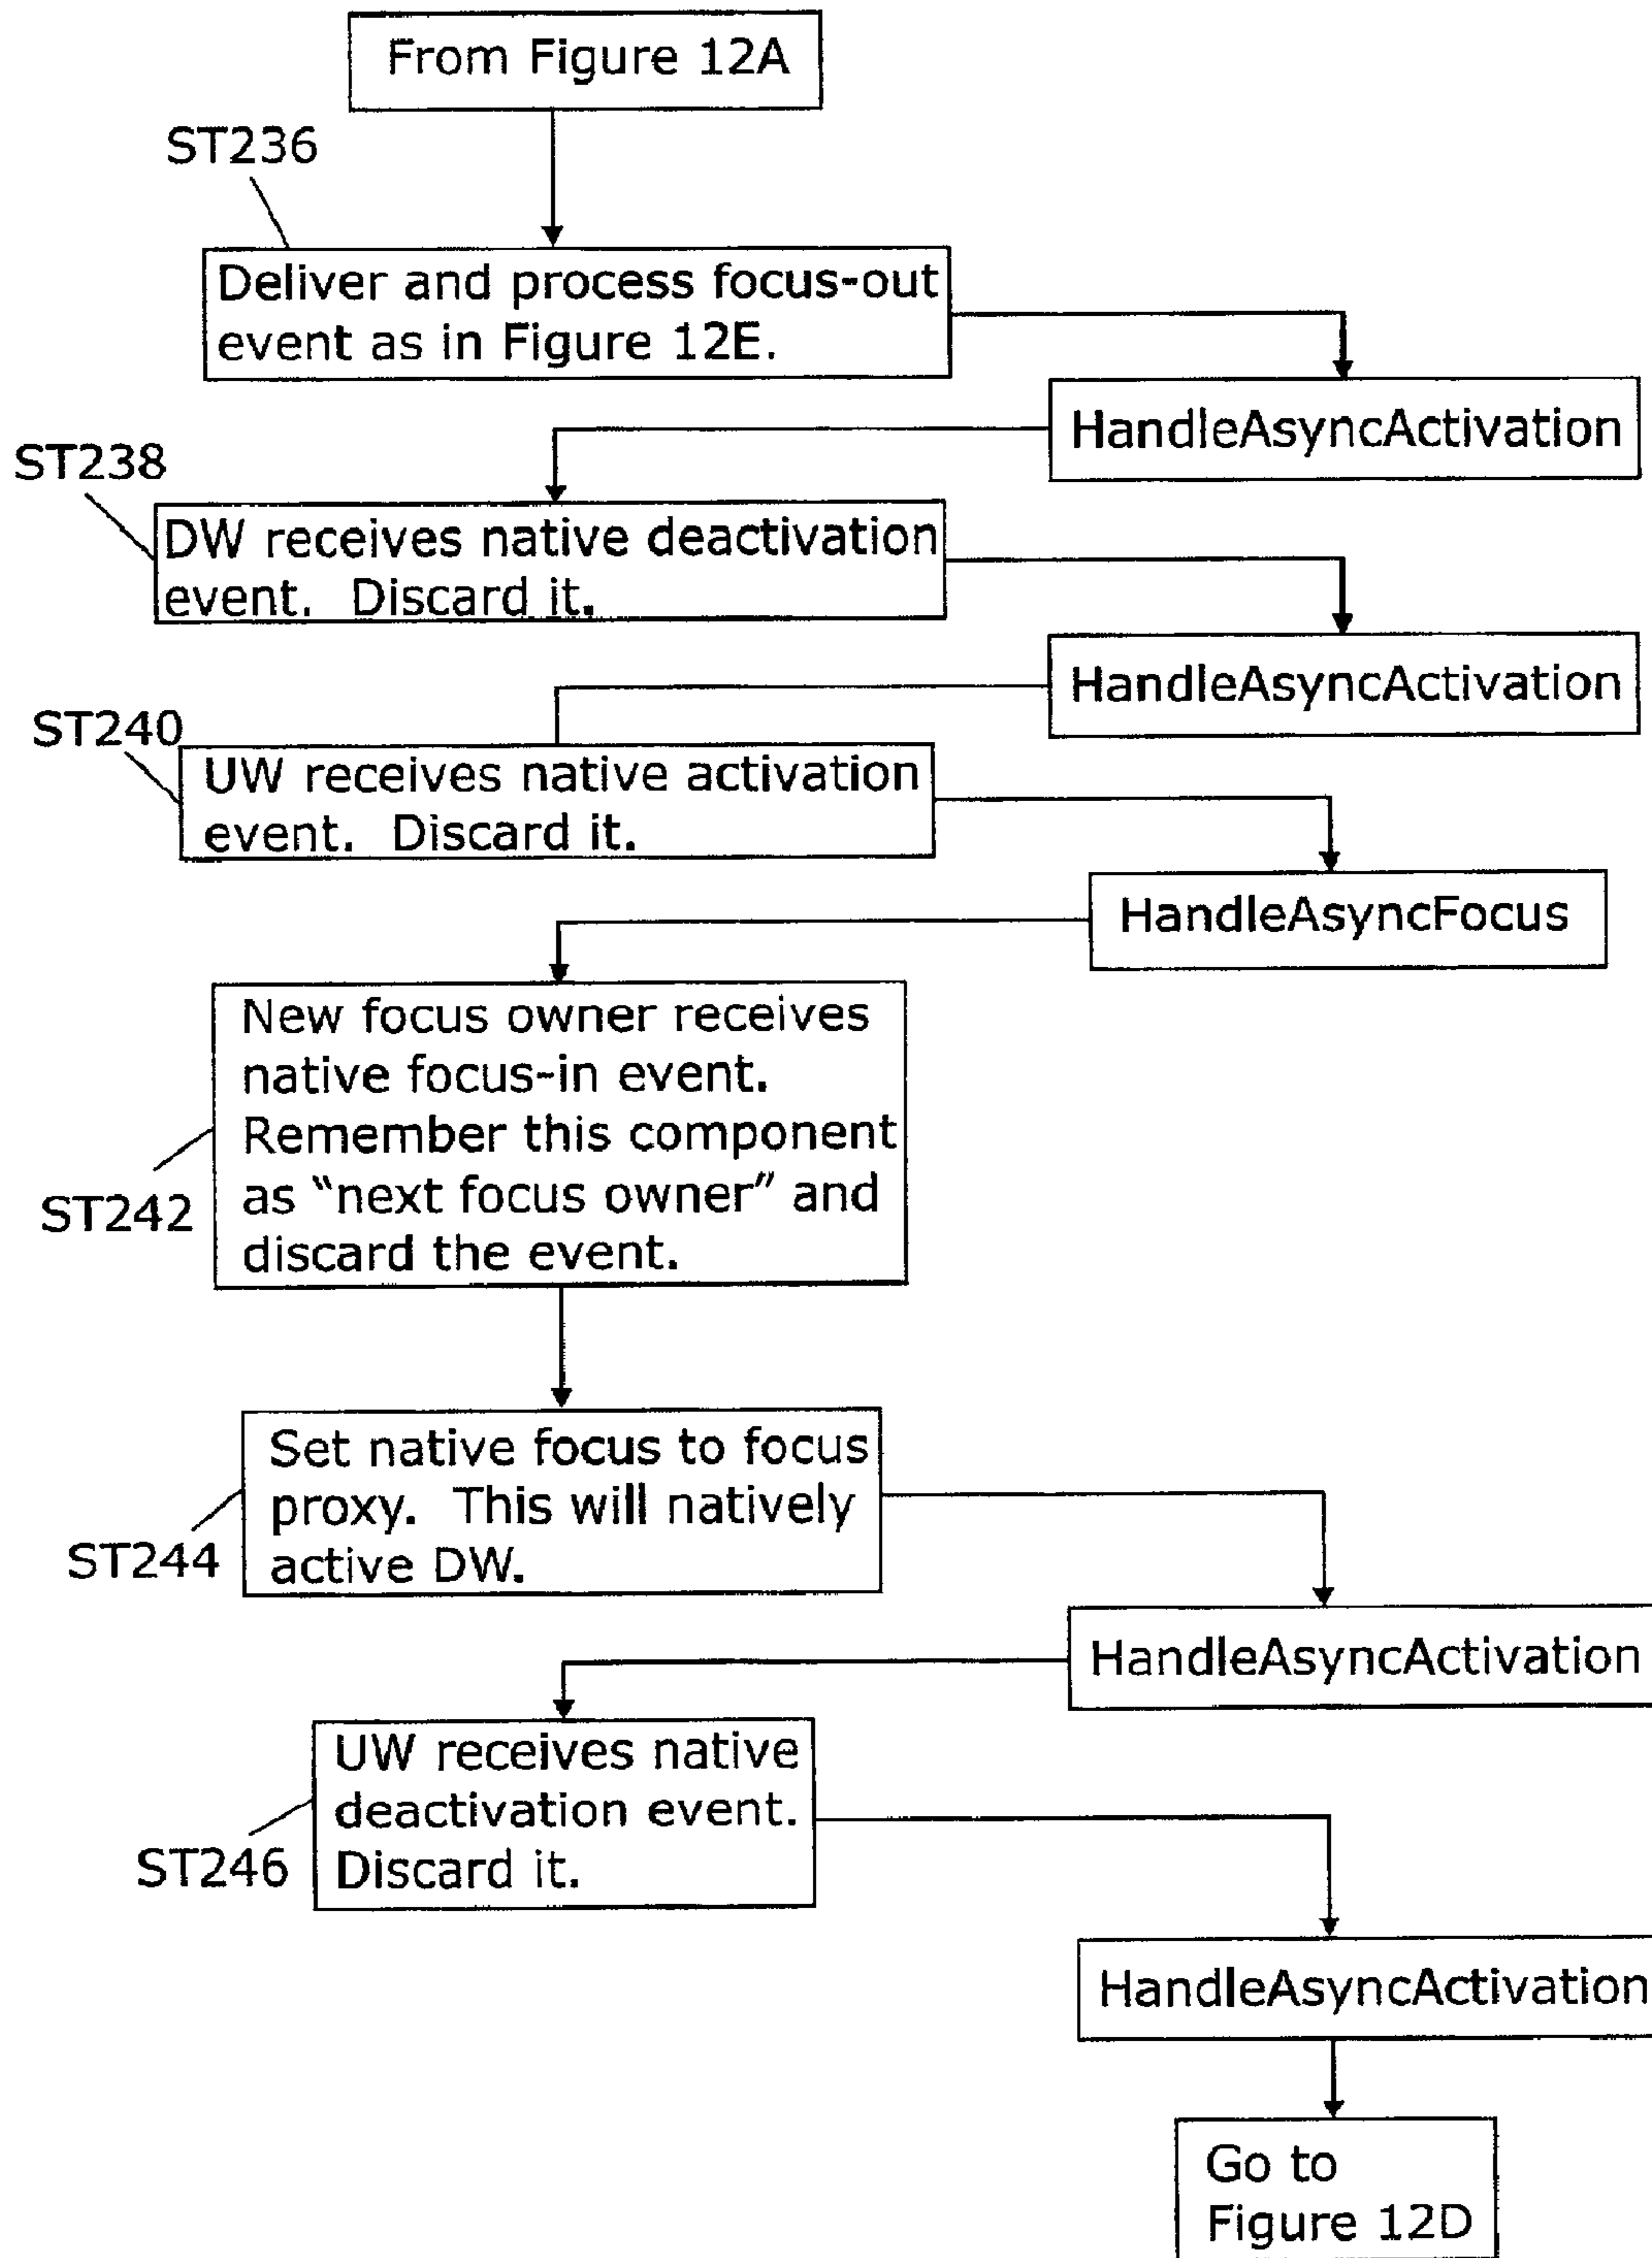 From Figure 12A
ST236
Deliver and process focus-out
event as in Figure 12E.
HandleAsyncActivation
ST238
DW receives native deactivation
event.  Discard it.
HandleAsyncActivation
ST240
UW receives native activation
event.  Discard it.
HandleAsyncFocus
New focus owner receives
native focus-in event.
Remember this component
as “next focus owner” and
discard the event.
ST242
Set native focus to focus
proxy.  This will natively
active DW.
ST244
HandleAsyncActivation
UW receives native
deactivation event.
Discard it.
ST246
HandleAsyncActivation
Go to
Figure 12D